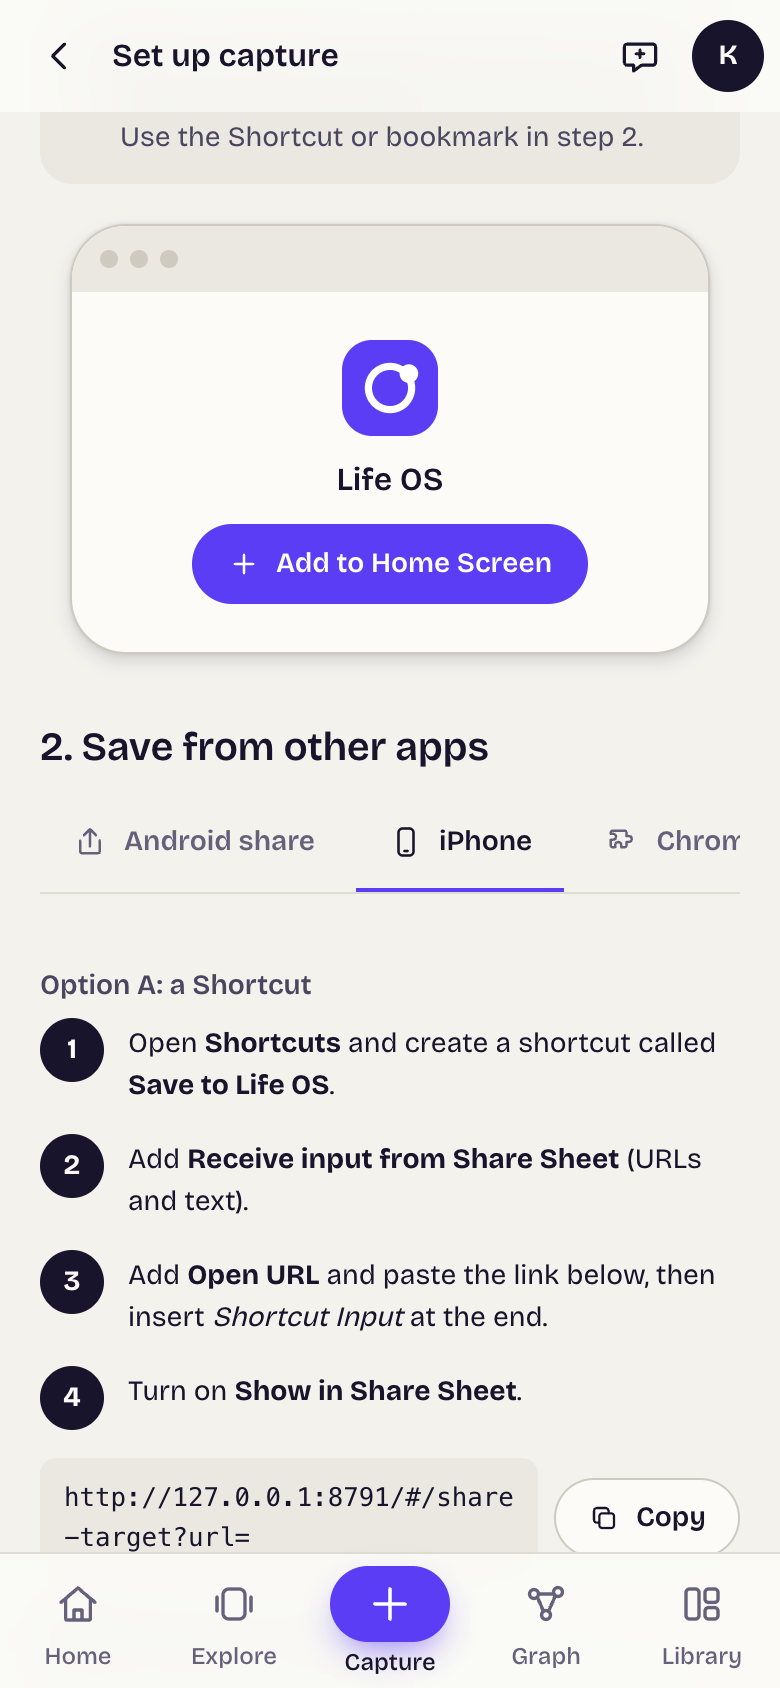 Set up capture
K
Use the Shortcut or bookmark in step 2.
Life OS
Add to Home Screen
2. Save from other apps
Android share
iPhone
Chrom
Option A: a Shortcut
1
Open Shortcuts and create a shortcut called
Save to Life OS.
2
Add Receive input from Share Sheet (URLs
and text).
3
Add Open URL and paste the link below, then
insert Shortcut Input at the end.
4
Turn on Show in Share Sheet.
http://127.0.0.1:8791/#/share
-target?url=
Copy
Home
Explore
Capture
Graph
Library